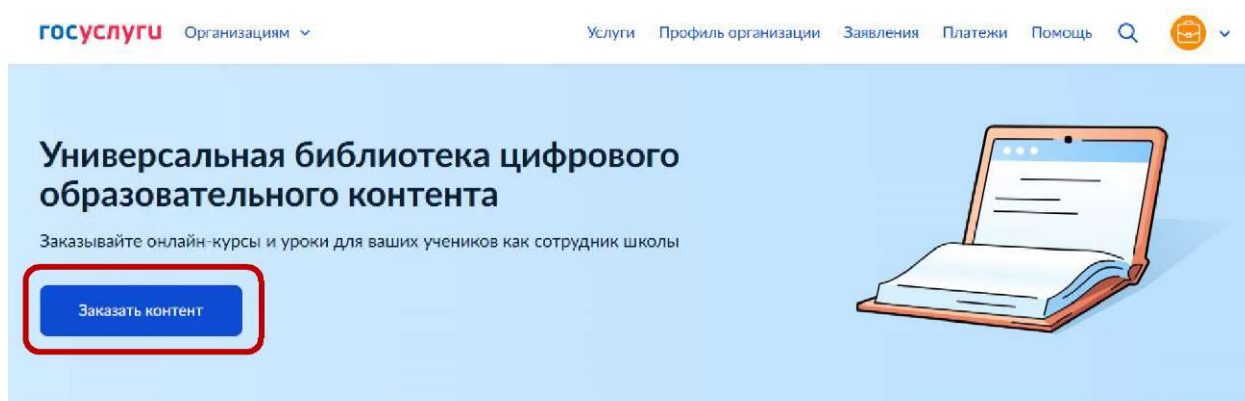 госуслуги Организациям Услуги Профиль организации Заявления Платежи Помощь
Универсальная библиотека цифрового
образовательного контента
Заказывайте онлайн-курсы и уроки для ваших учеников как сотрудник школы
Заказать контент